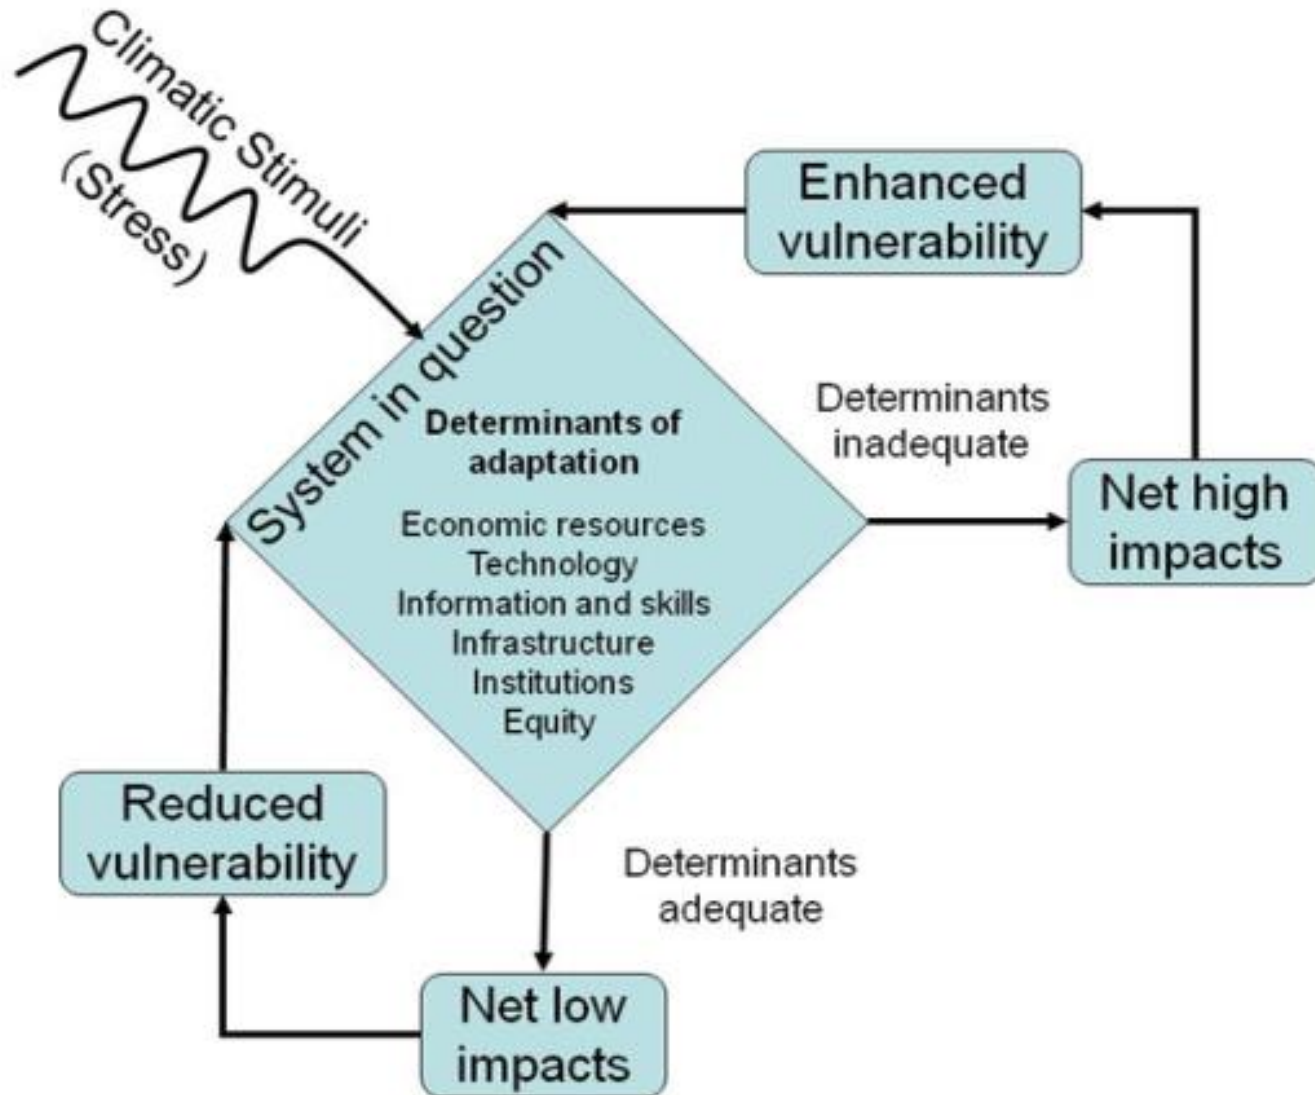 Climatic Stimuli
(Stress)
Enhanced
vulnerability
System in question
Determinants of
adaptation
Economic resources
Technology
Information and skills
Infrastructure
Institutions
Equity
Determinants
inadequate
Net high
impacts
Reduced
vulnerability
Determinants
adequate
Net low
impacts